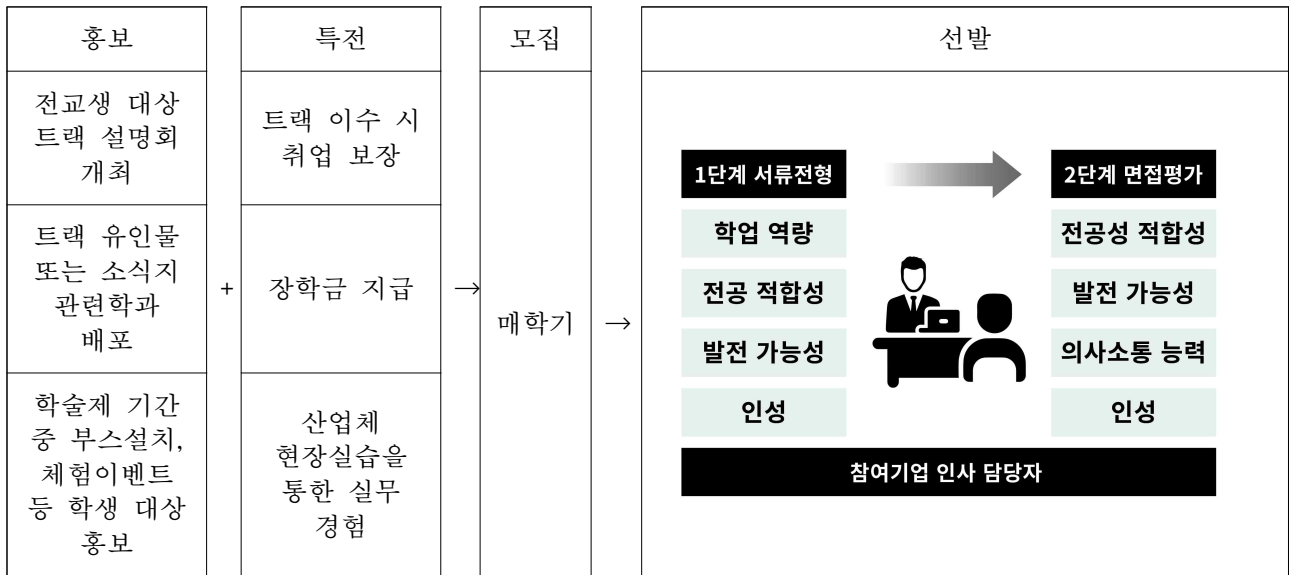 홍보
전교생 대상
트랙 설명회
개최
트랙 유인물
또는 소식지
관련학과
배포
학술제 기간
중 부스설치,
체험이벤트
등 학생 대상
홍보
+
특전
트랙 이수 시
취업 보장
장학금 지급
산업체
현장실습을
통한 실무
경험
→
모집
매학기
→
선발
1단계 서류전형
학업 역량
전공 적합성
발전 가능성
인성
2단계 면접평가
전공성 적합성
발전 가능성
의사소통 능력
인성
참여기업 인사 담당자